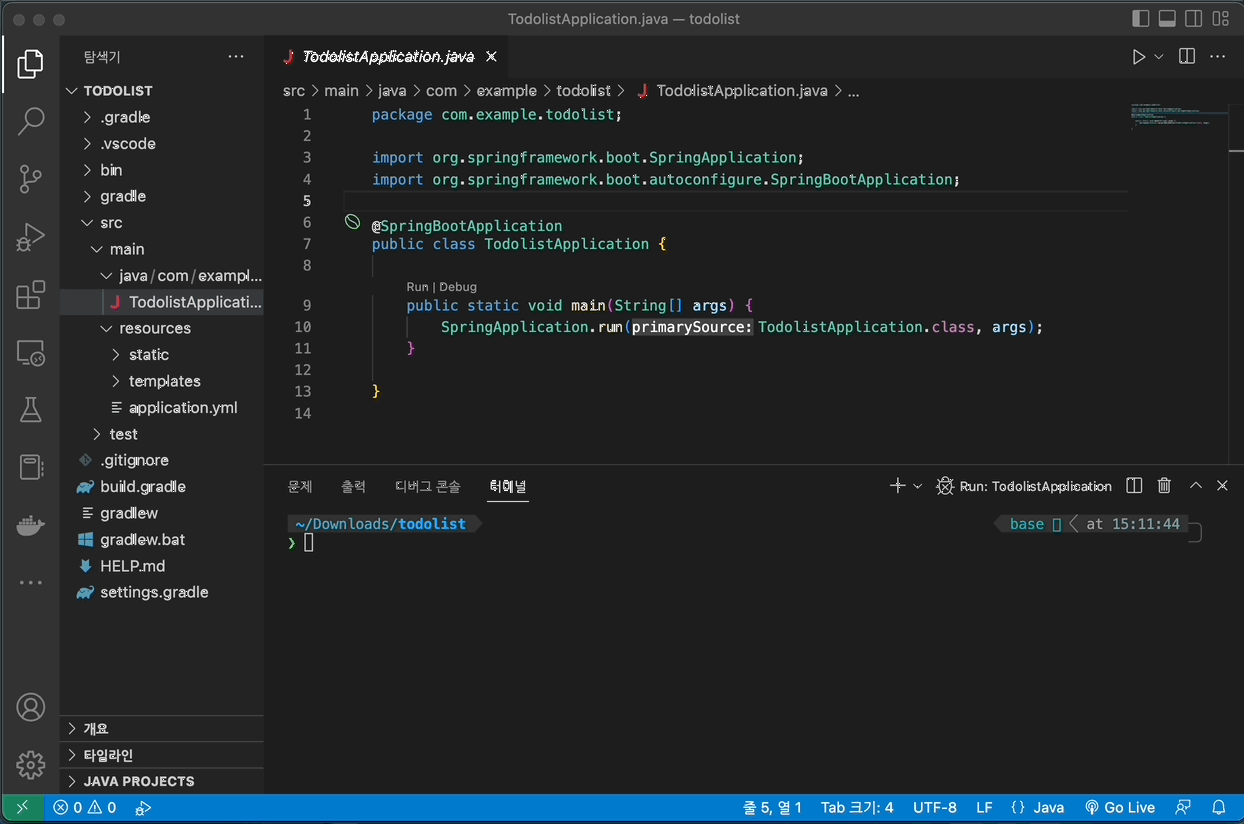 TodolistApplication.java — todolist
탐색기
TODOLIST
.gradle
.vscode
bin
gradle
src
main
java/com/exampl...
TodolistApplicati...
resources
static
templates
application.yml
test
.gitignore
build.gradle
gradlew
gradlew.bat
HELP.md
settings.gradle
개요
타임라인
JAVA PROJECTS
TodolistApplication.java
src > main > java > com > example > todolist > TodolistApplication.java > ...
1 package com.example.todolist;
2
3 import org.springframework.boot.SpringApplication;
4 import org.springframework.boot.autoconfigure.SpringBootApplication;
5
6 @SpringBootApplication
7 public class TodolistApplication {
8
Run | Debug
9 public static void main(String[] args) {
10 SpringApplication.run(primarySource: TodolistApplication.class, args);
11 }
12
13 }
14
문제 출력 디버그 콘솔 터미널
Run: TodolistApplication
~/Downloads/todolist
base at 15:11:44
❯
0 0
줄 5, 열 1 Tab 크기: 4 UTF-8 LF {} Java Go Live